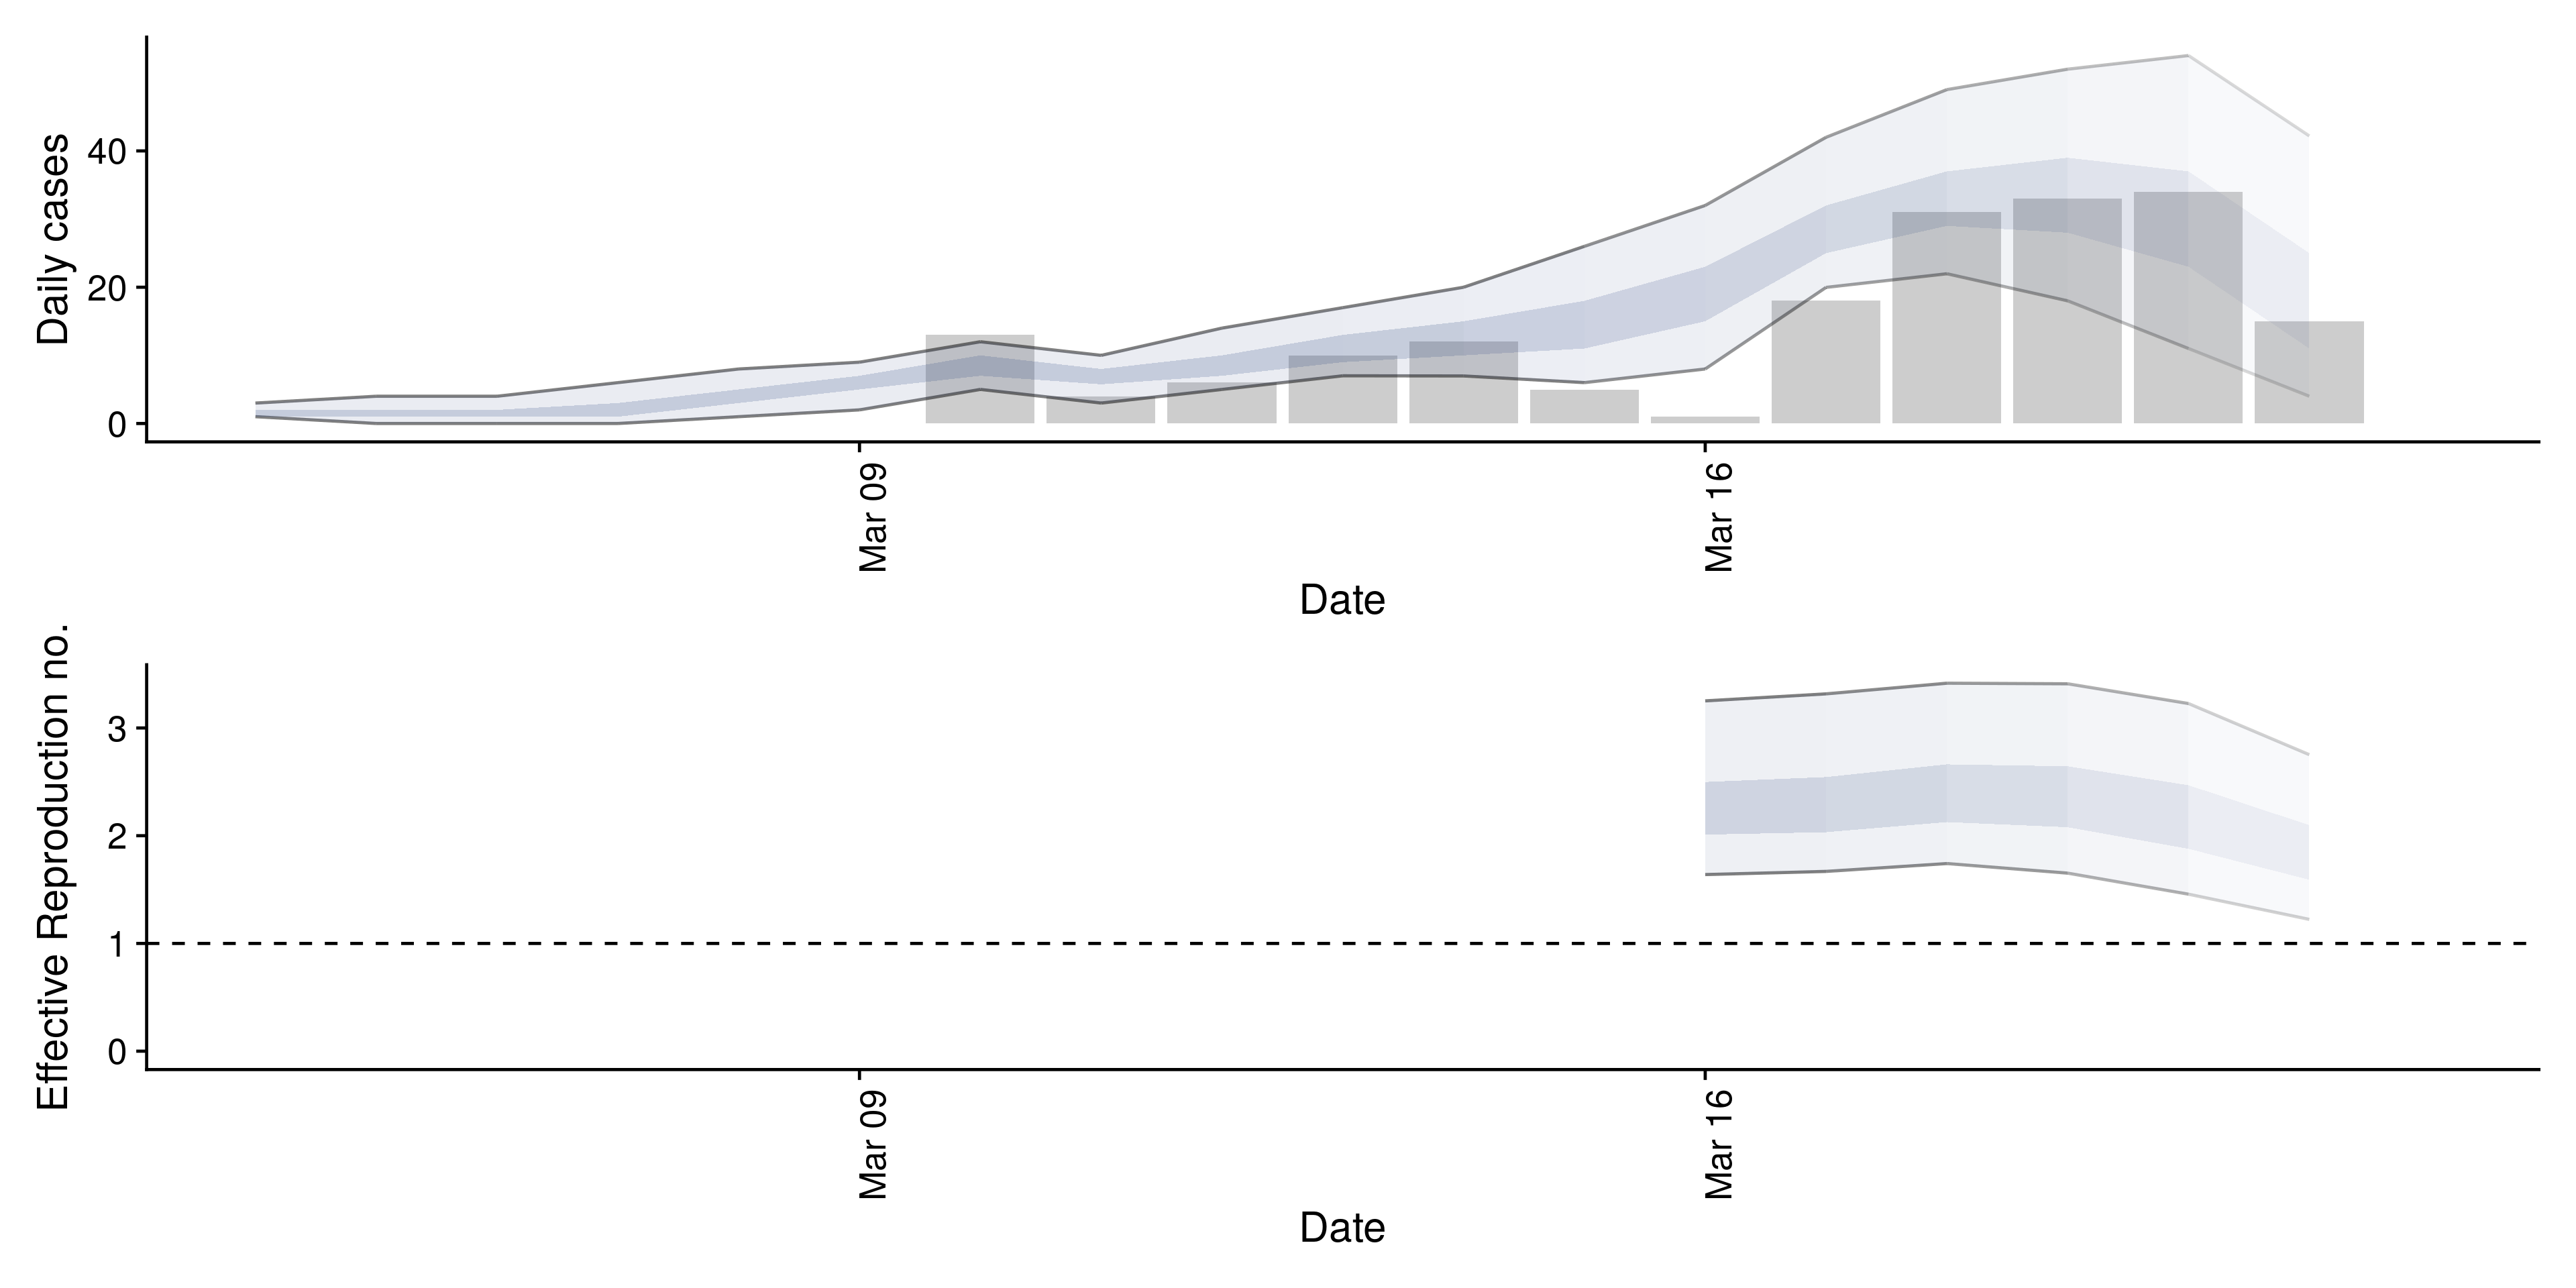 Daily cases
40
20
0
Mar 09
Mar 16
Date
Effective Reproduction no.
3
2
1
0
Mar 09
Mar 16
Date